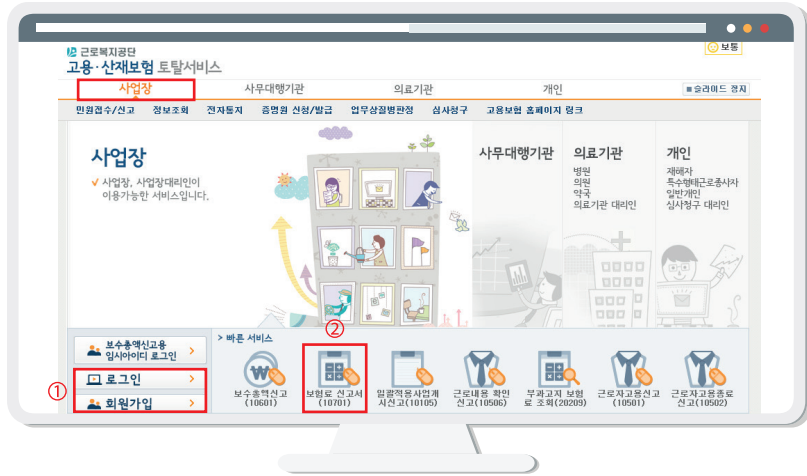 근로복지공단
고용·산재보험 토탈서비스
보통
사업장 사무대행기관 의료기관 개인
슬라이드 정지
민원접수/신고 정보조회 전자통지 증명원 신청/발급 업무상질병판정 심사청구 고용보험 홈페이지 링크
사업장
사업장, 사업장대리인이
이용가능한 서비스입니다.
사무대행기관
의료기관
병원
의원
약국
의료기관 대리인
개인
재해자
특수형태근로종사자
일반개인
심사청구 대리인
보수총액신고용
임시아이디 로그인 >
① 로그인 >
회원가입 >
> 빠른 서비스
②
보수총액신고
(10601)
보험료 신고서
(10701)
일괄적용사업개
시신고(10105)
근로내용 확인
신고(10506)
부과고지 보험
료 조회(20209)
근로자고용신고
(10501)
근로자고용종료
신고(10502)